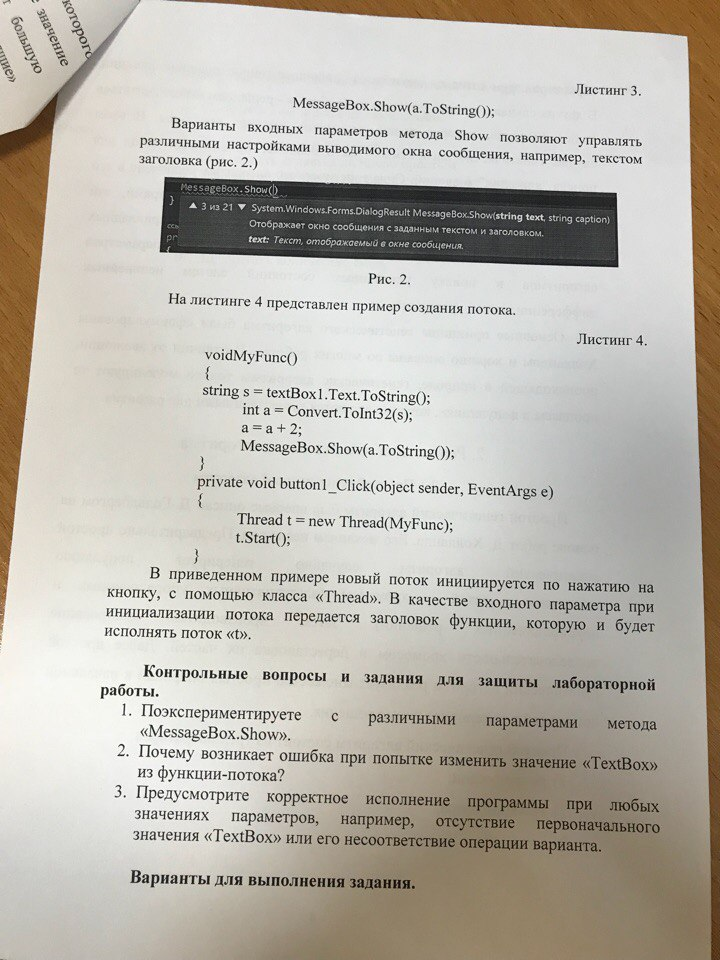 которого
е значение
большую
Листинг 3.
MessageBox.Show(a.ToString());
Варианты входных параметров метода Show позволяют управлять
различными настройками выводимого окна сообщения, например, текстом
заголовка (рис. 2.)
MessageBox.Show()
}
▲ 3 из 21 ▼ System.Windows.Forms.DialogResult MessageBox.Show(string text, string caption)
Отображает окно сообщения с заданным текстом и заголовком.
text: Текст, отображаемый в окне сообщения.
{
Рис. 2.
На листинге 4 представлен пример создания потока.
Листинг 4.
voidMyFunc()
{
string s = textBox1.Text.ToString();
int a = Convert.ToInt32(s);
a = a + 2;
MessageBox.Show(a.ToString());
}
private void button1_Click(object sender, EventArgs e)
{
Thread t = new Thread(MyFunc);
t.Start();
}
В приведенном примере новый поток инициируется по нажатию на
кнопку, с помощью класса «Thread». В качестве входного параметра при
инициализации потока передается заголовок функции, которую и будет
исполнять поток «t».
Контрольные вопросы и задания для защиты лабораторной
работы.
1. Поэкспериментируете с различными параметрами метода
«MessageBox.Show».
2. Почему возникает ошибка при попытке изменить значение «TextBox»
из функции-потока?
3. Предусмотрите корректное исполнение программы при любых
значениях параметров, например, отсутствие первоначального
значения «TextBox» или его несоответствие операции варианта.
Варианты для выполнения задания.